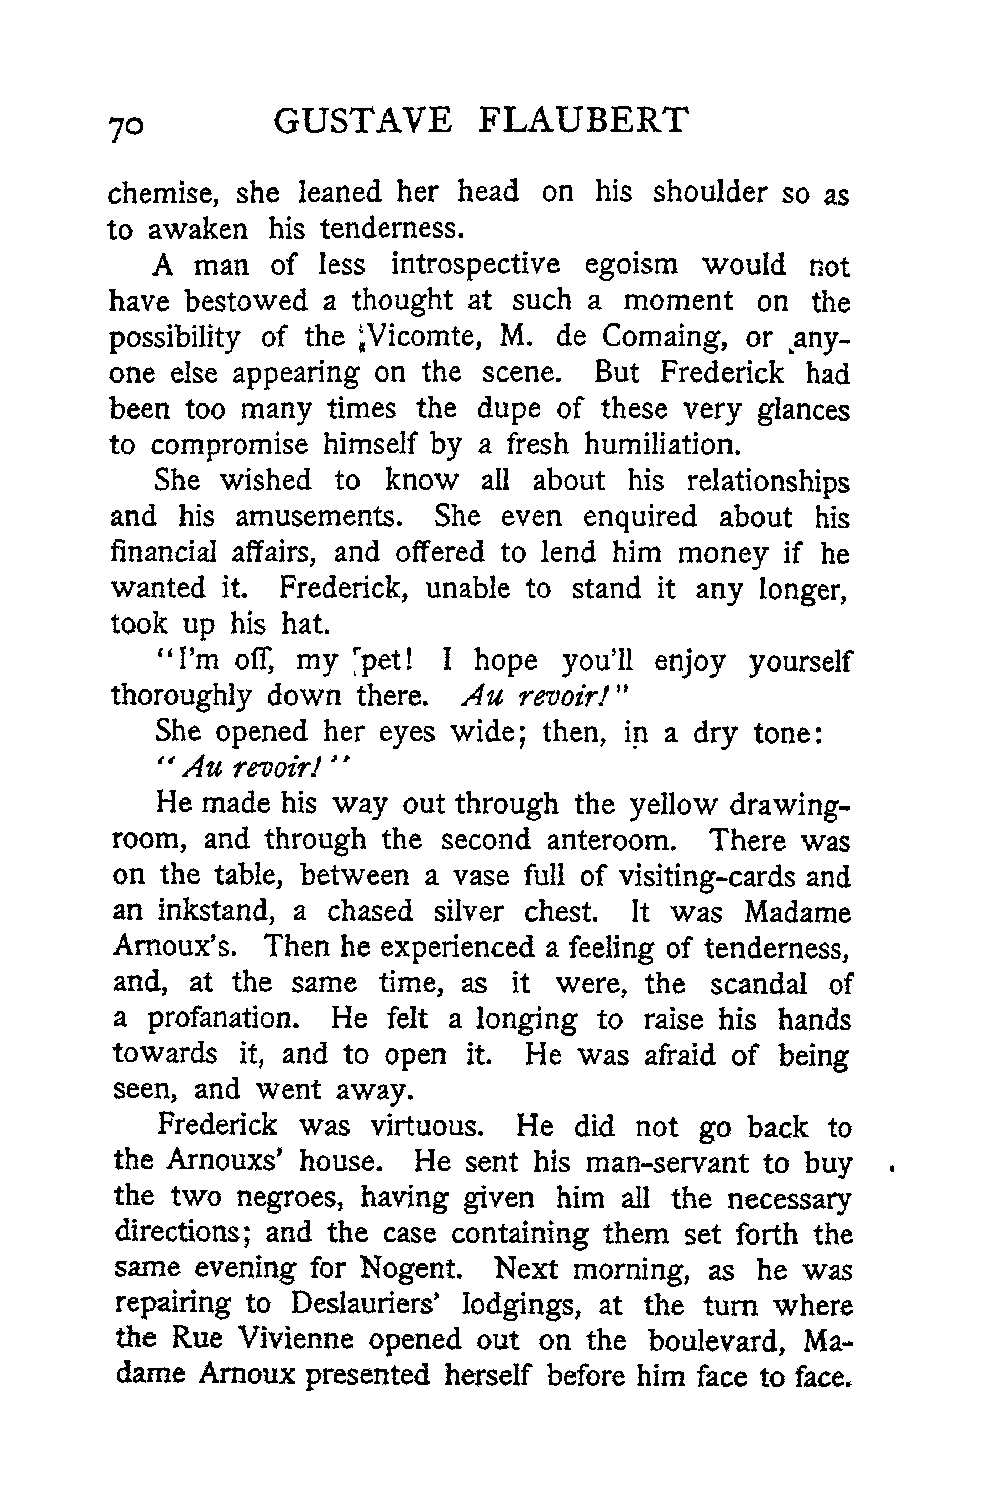 70 GUSTAVE FLAUBERT
chemise, she leaned her head on his shoulder so as
to awaken his tenderness.
A man of less introspective egoism would not
have bestowed a thought at such a moment on the
possibility of the Vicomte, M. de Comaing, or any-
one else appearing on the scene. But Frederick had
been too many times the dupe of these very glances
to compromise himself by a fresh humiliation.
She wished to know all about his relationships
and his amusements. She even enquired about his
financial affairs, and offered to lend him money if he
wanted it. Frederick, unable to stand it any longer,
took up his hat.
"I'm off, my pet! I hope you'll enjoy yourself
thoroughly down there. Au revoir!"
She opened her eyes wide; then, in a dry tone:
"Au revoir!"
He made his way out through the yellow drawing-
room, and through the second anteroom. There was
on the table, between a vase full of visiting-cards and
an inkstand, a chased silver chest. It was Madame
Arnoux's. Then he experienced a feeling of tenderness,
and, at the same time, as it were, the scandal of
a profanation. He felt a longing to raise his hands
towards it, and to open it. He was afraid of being
seen, and went away.
Frederick was virtuous. He did not go back to
the Arnouxs' house. He sent his man-servant to buy
the two negroes, having given him all the necessary
directions; and the case containing them set forth the
same evening for Nogent. Next morning, as he was
repairing to Deslauriers' lodgings, at the turn where
the Rue Vivienne opened out on the boulevard, Ma-
dame Arnoux presented herself before him face to face.